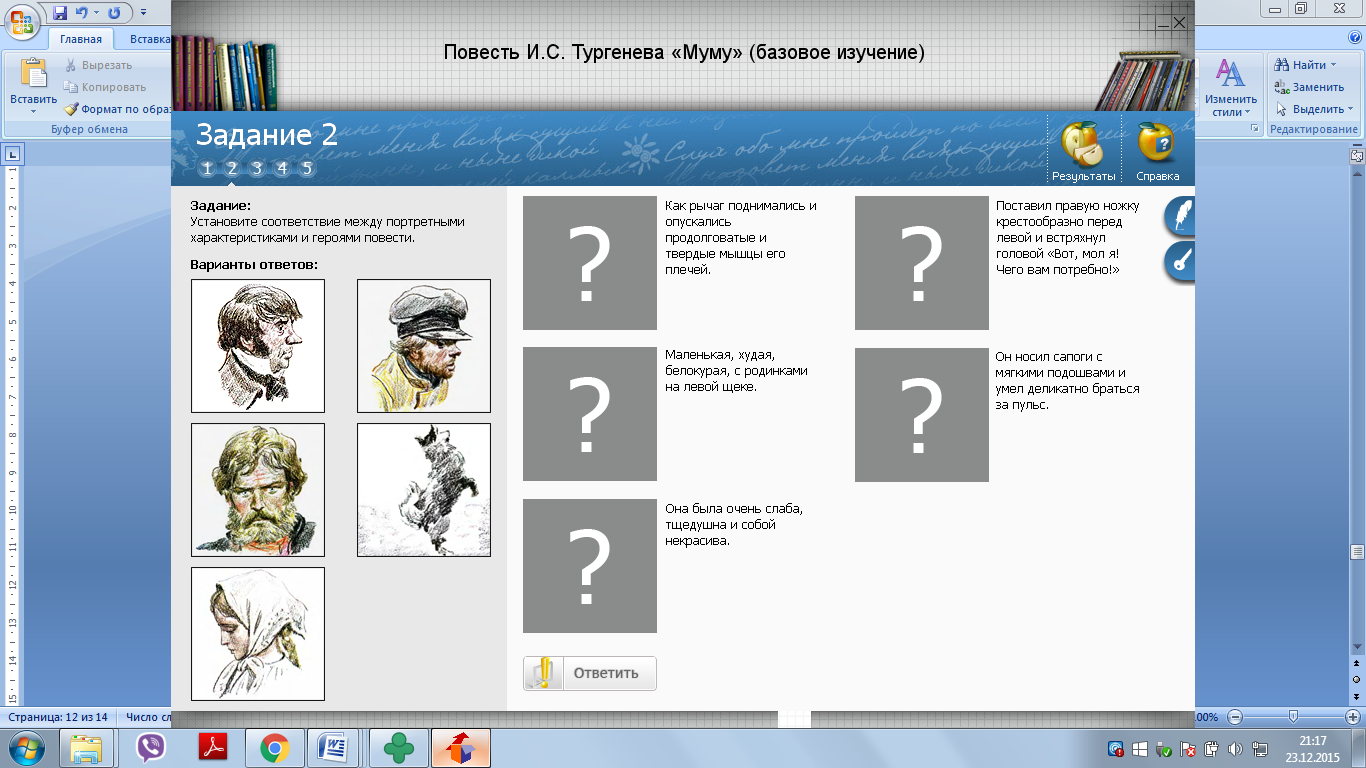 Главная
Вставка
Вырезать
Копировать
Формат по образ
Вставить
Буфер обмена
Повесть И.С. Тургенева «Муму» (базовое изучение)
Найти
Заменить
Выделить
Изменить
стили
Редактирование
Задание 2
1 2 3 4 5
Результаты
Справка
Задание:
Установите соответствие между портретными
характеристиками и героями повести.
Варианты ответов:
?
Как рычаг поднимались и
опускались
продолговатые и
твердые мышцы его
плечей.
?
Поставил правую ножку
крестообразно перед
левой и встряхнул
головой «Вот, мол я!
Чего вам потребно!»
?
Маленькая, худая,
белокурая, с родинками
на левой щеке.
?
Он носил сапоги с
мягкими подошвами и
умел деликатно браться
за пульс.
?
Она была очень слаба,
тщедушна и собой
некрасива.
Ответить
Страница: 12 из 14
Число сл
00%
21:17
23.12.2015